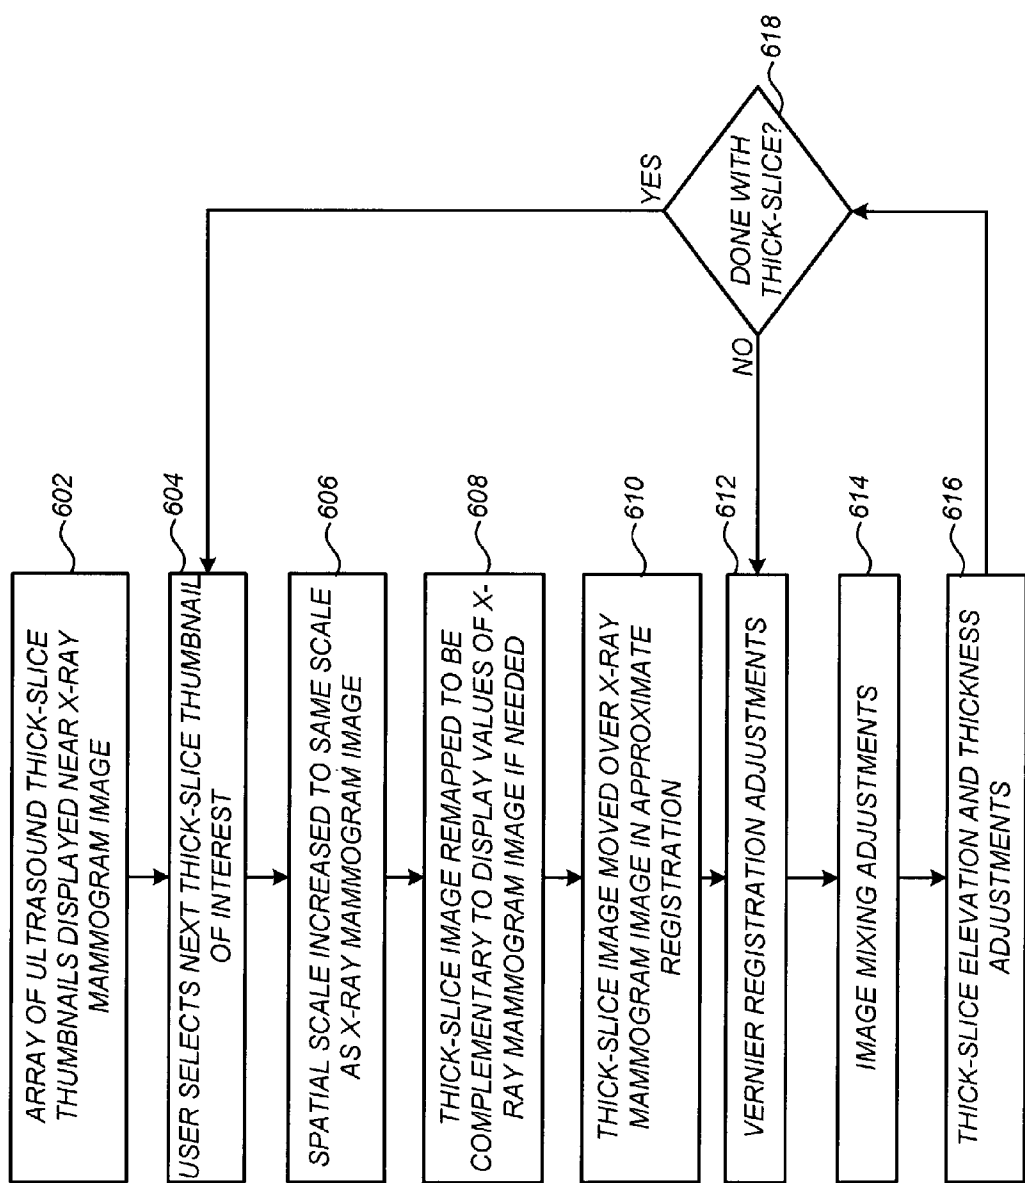 ARRAY OF ULTRASOUND THICK-SLICE
THUMBNAILS DISPLAYED NEAR X-RAY
MAMMOGRAM IMAGE
602
USER SELECTS NEXT THICK-SLICE THUMBNAIL
OF INTEREST
604
SPATIAL SCALE INCREASED TO SAME SCALE
AS X-RAY MAMMOGRAM IMAGE
606
THICK-SLICE IMAGE REMAPPED TO BE
COMPLEMENTARY TO DISPLAY VALUES OF X-
RAY MAMMOGRAM IMAGE IF NEEDED
608
THICK-SLICE IMAGE MOVED OVER X-RAY
MAMMOGRAM IMAGE IN APPROXIMATE
REGISTRATION
610
VERNIER REGISTRATION ADJUSTMENTS
612
IMAGE MIXING ADJUSTMENTS
614
THICK-SLICE ELEVATION AND THICKNESS
ADJUSTMENTS
616
DONE WITH
THICK-SLICE?
618
YES
NO